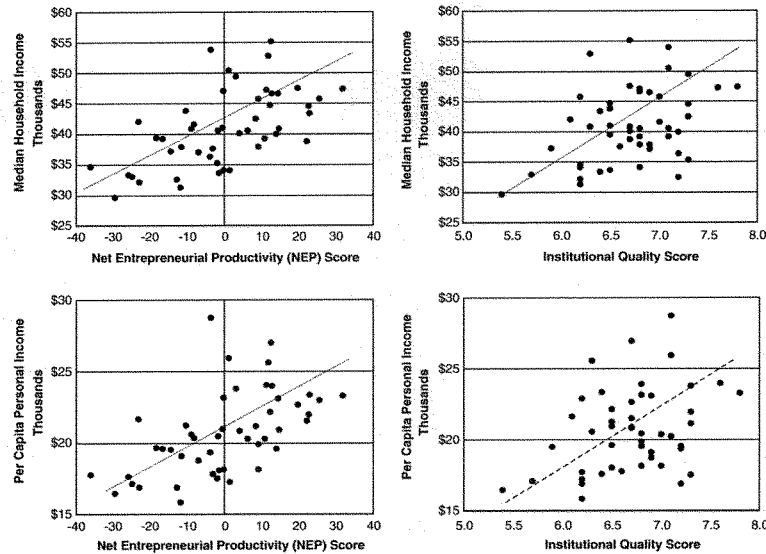 $60
$55
$50
$45
$40
$35
$30
$25
-40 -30 -20 -10 0 10 20 30 40
Median Household Income
Thousands
Net Entrepreneurial Productivity (NEP) Score
$60
$55
$50
$45
$40
$35
$30
$25
5.0 5.5 6.0 6.5 7.0 7.5 8.0
Median Household Income
Thousands
Institutional Quality Score
$30
$25
$20
$15
-40 -30 -20 -10 0 10 20 30 40
Per Capita Personal Income
Thousands
Net Entrepreneurial Productivity (NEP) Score
$30
$25
$20
$15
5.0 5.5 6.0 6.5 7.0 7.5 8.0
Per Capita Personal Income
Thousands
Institutional Quality Score